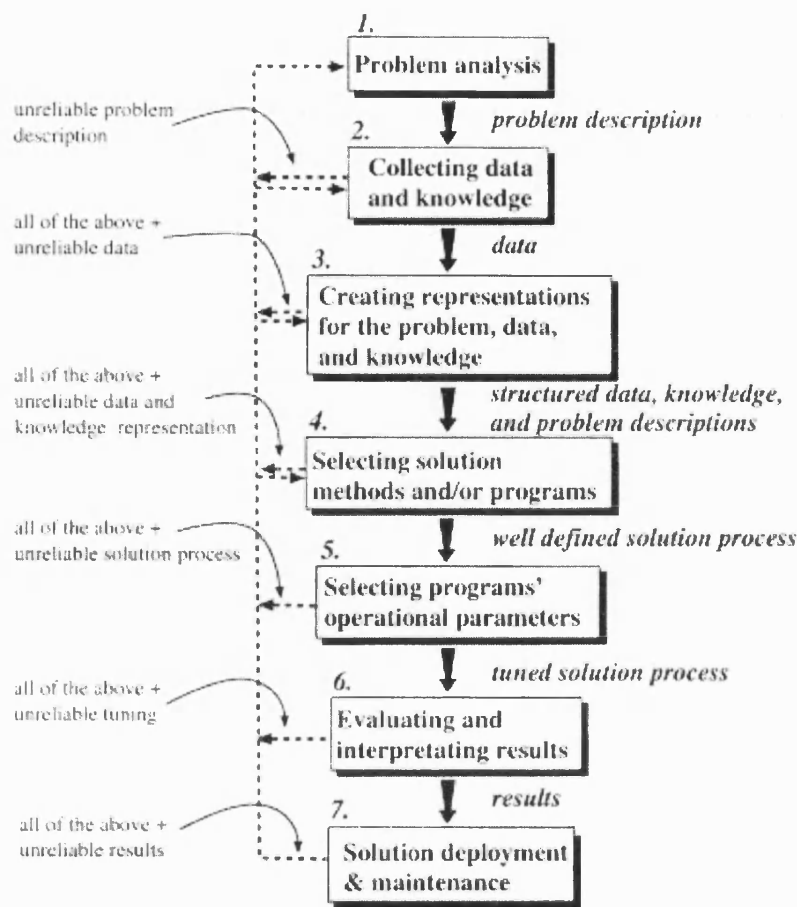 1.
Problem analysis
unreliable problem
description
problem description
2.
Collecting data
and knowledge
all of the above +
unreliable data
data
3.
Creating representations
for the problem, data,
and knowledge
all of the above +
unreliable data and
knowledge representation
structured data, knowledge,
and problem descriptions
4.
Selecting solution
methods and/or programs
all of the above +
unreliable solution process
well defined solution process
5.
Selecting programs'
operational parameters
tuned solution process
all of the above +
unreliable tuning
6.
Evaluating and
interpretating results
results
all of the above +
unreliable results
7.
Solution deployment
& maintenance